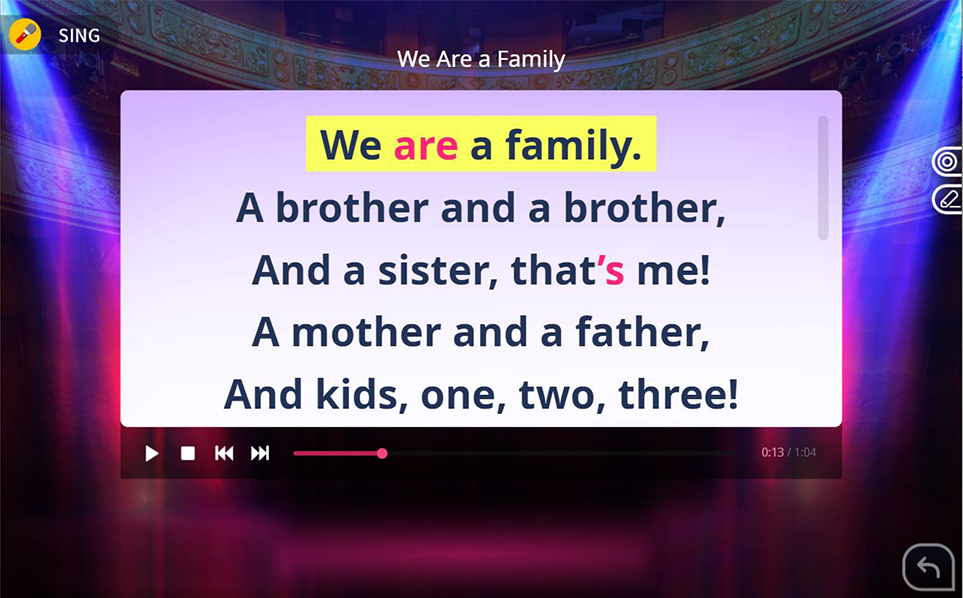 SING
We Are a Family
We are a family.
A brother and a brother,
And a sister, that’s me!
A mother and a father,
And kids, one, two, three!
0:13 / 1:04